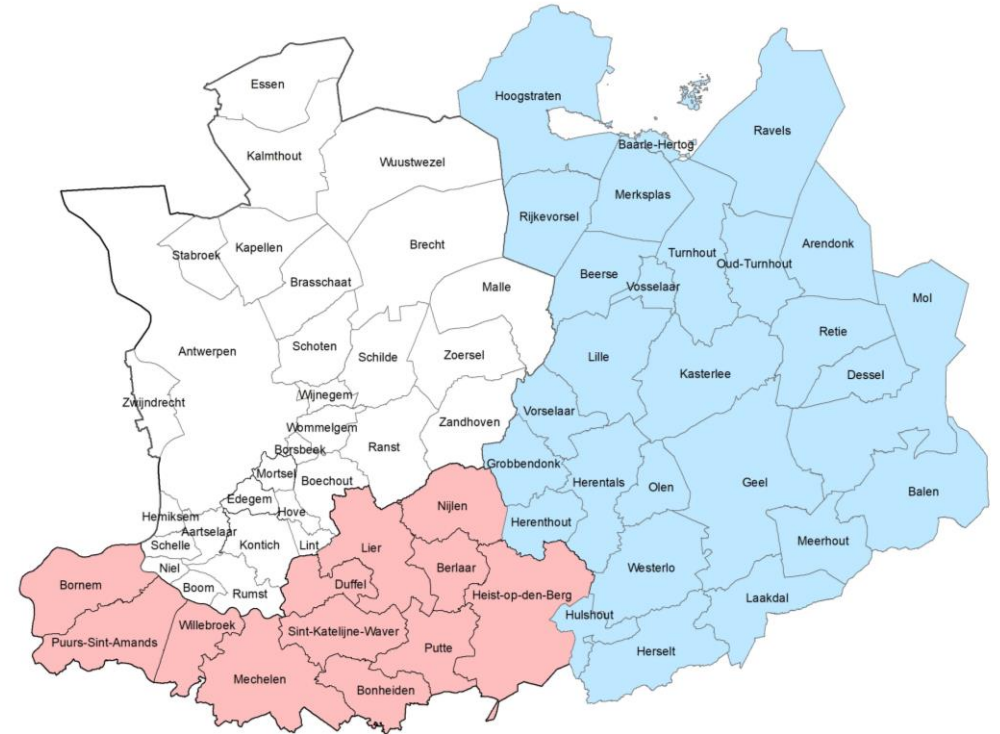 Essen
Hoogstraten
Ravels
Baarle-Hertog
Kalmthout
Wuustwezel
Merksplas
Rijkevorsel
Brecht
Arendonk
Kapellen
Stabroek
Turnhout
Oud-Turnhout
Beerse
Brasschaat
Vosselaar
Malle
Mol
Retie
Schoten
Antwerpen
Schilde
Zoersel
Lille
Kasterlee
Dessel
Wijnegem
Zwijndrecht
Vorselaar
Zandhoven
Wommelgem
Ranst
Borsbeek
Grobbendonk
Mortsel
Boechout
Herentals
Olen
Geel
Balen
Edegem
Nijlen
Hove
Hemiksem
Herenthout
Aartselaar
Schelle
Kontich
Lint
Lier
Meerhout
Niel
Berlaar
Westerlo
Bornem
Duffel
Boom
Rumst
Heist-op-den-Berg
Laakdal
Hulshout
Willebroek
Sint-Katelijne-Waver
Puurs-Sint-Amands
Putte
Herselt
Mechelen
Bonheiden